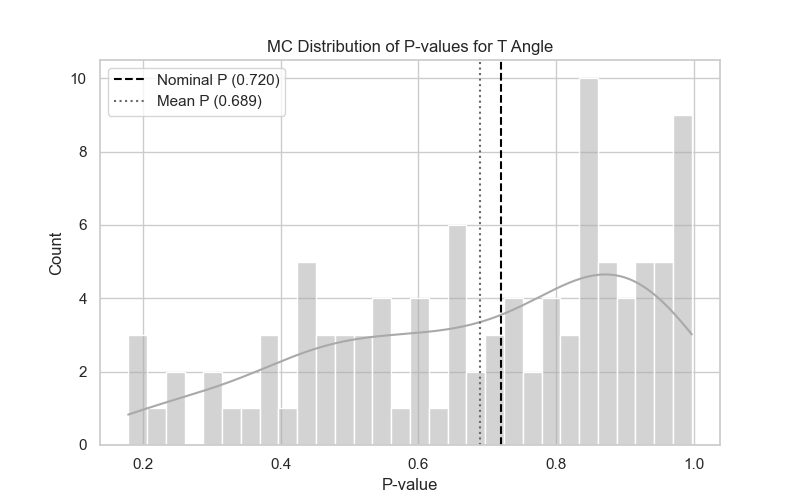 MC Distribution of P-values for T Angle
Nominal P (0.720)
Mean P (0.689)
Count
10
8
6
4
2
0
0.2 0.4 0.6 0.8 1.0
P-value